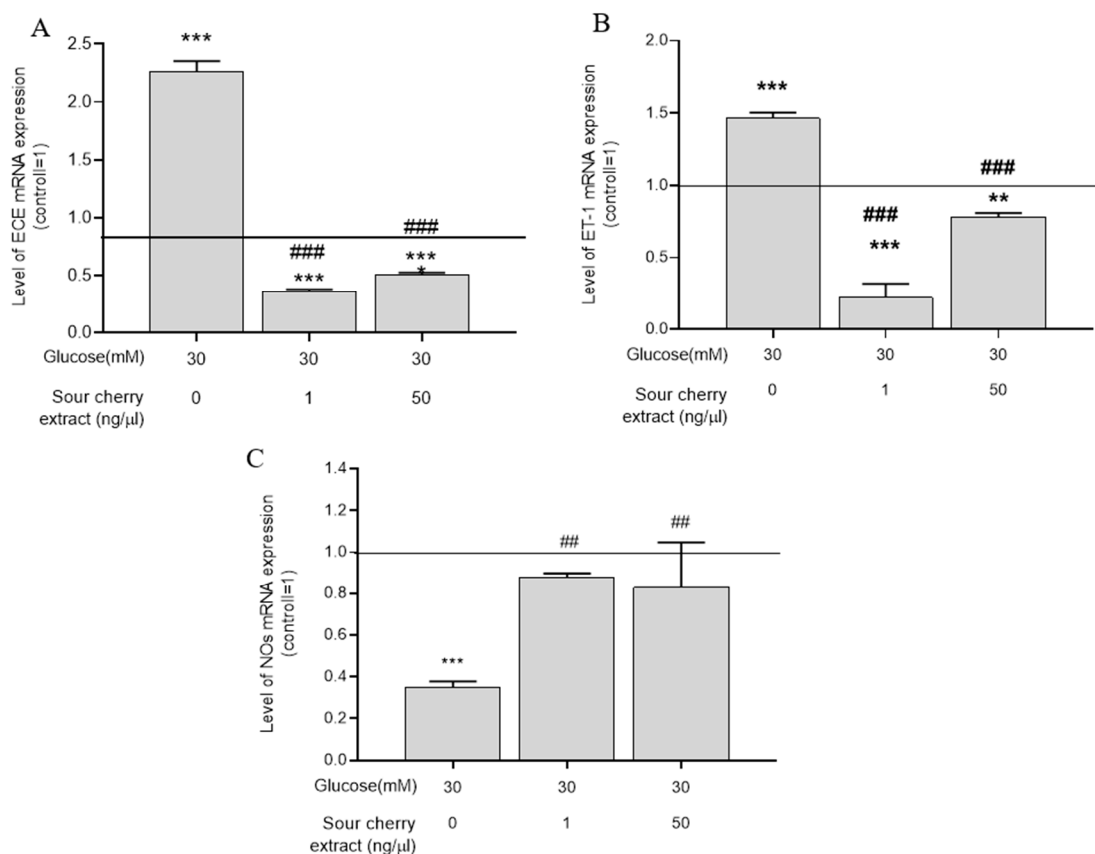 A
Level of ECE mRNA expression
(controll=1)
2.5
2.0
1.5
1.0
0.5
0.0
***
###
***
###
***
*
Glucose(mM) 30 30 30
Sour cherry
extract (ng/μl) 0 1 50
B
Level of ET-1 mRNA expression
(controll=1)
2.0
1.5
1.0
0.5
0.0
***
###
***
###
**
Glucose(mM) 30 30 30
Sour cherry
extract (ng/μl) 0 1 50
C
Level of NOs mRNA expression
(controll=1)
1.4
1.2
1.0
0.8
0.6
0.4
0.2
0.0
***
##
##
Glucose(mM) 30 30 30
Sour cherry
extract (ng/μl) 0 1 50